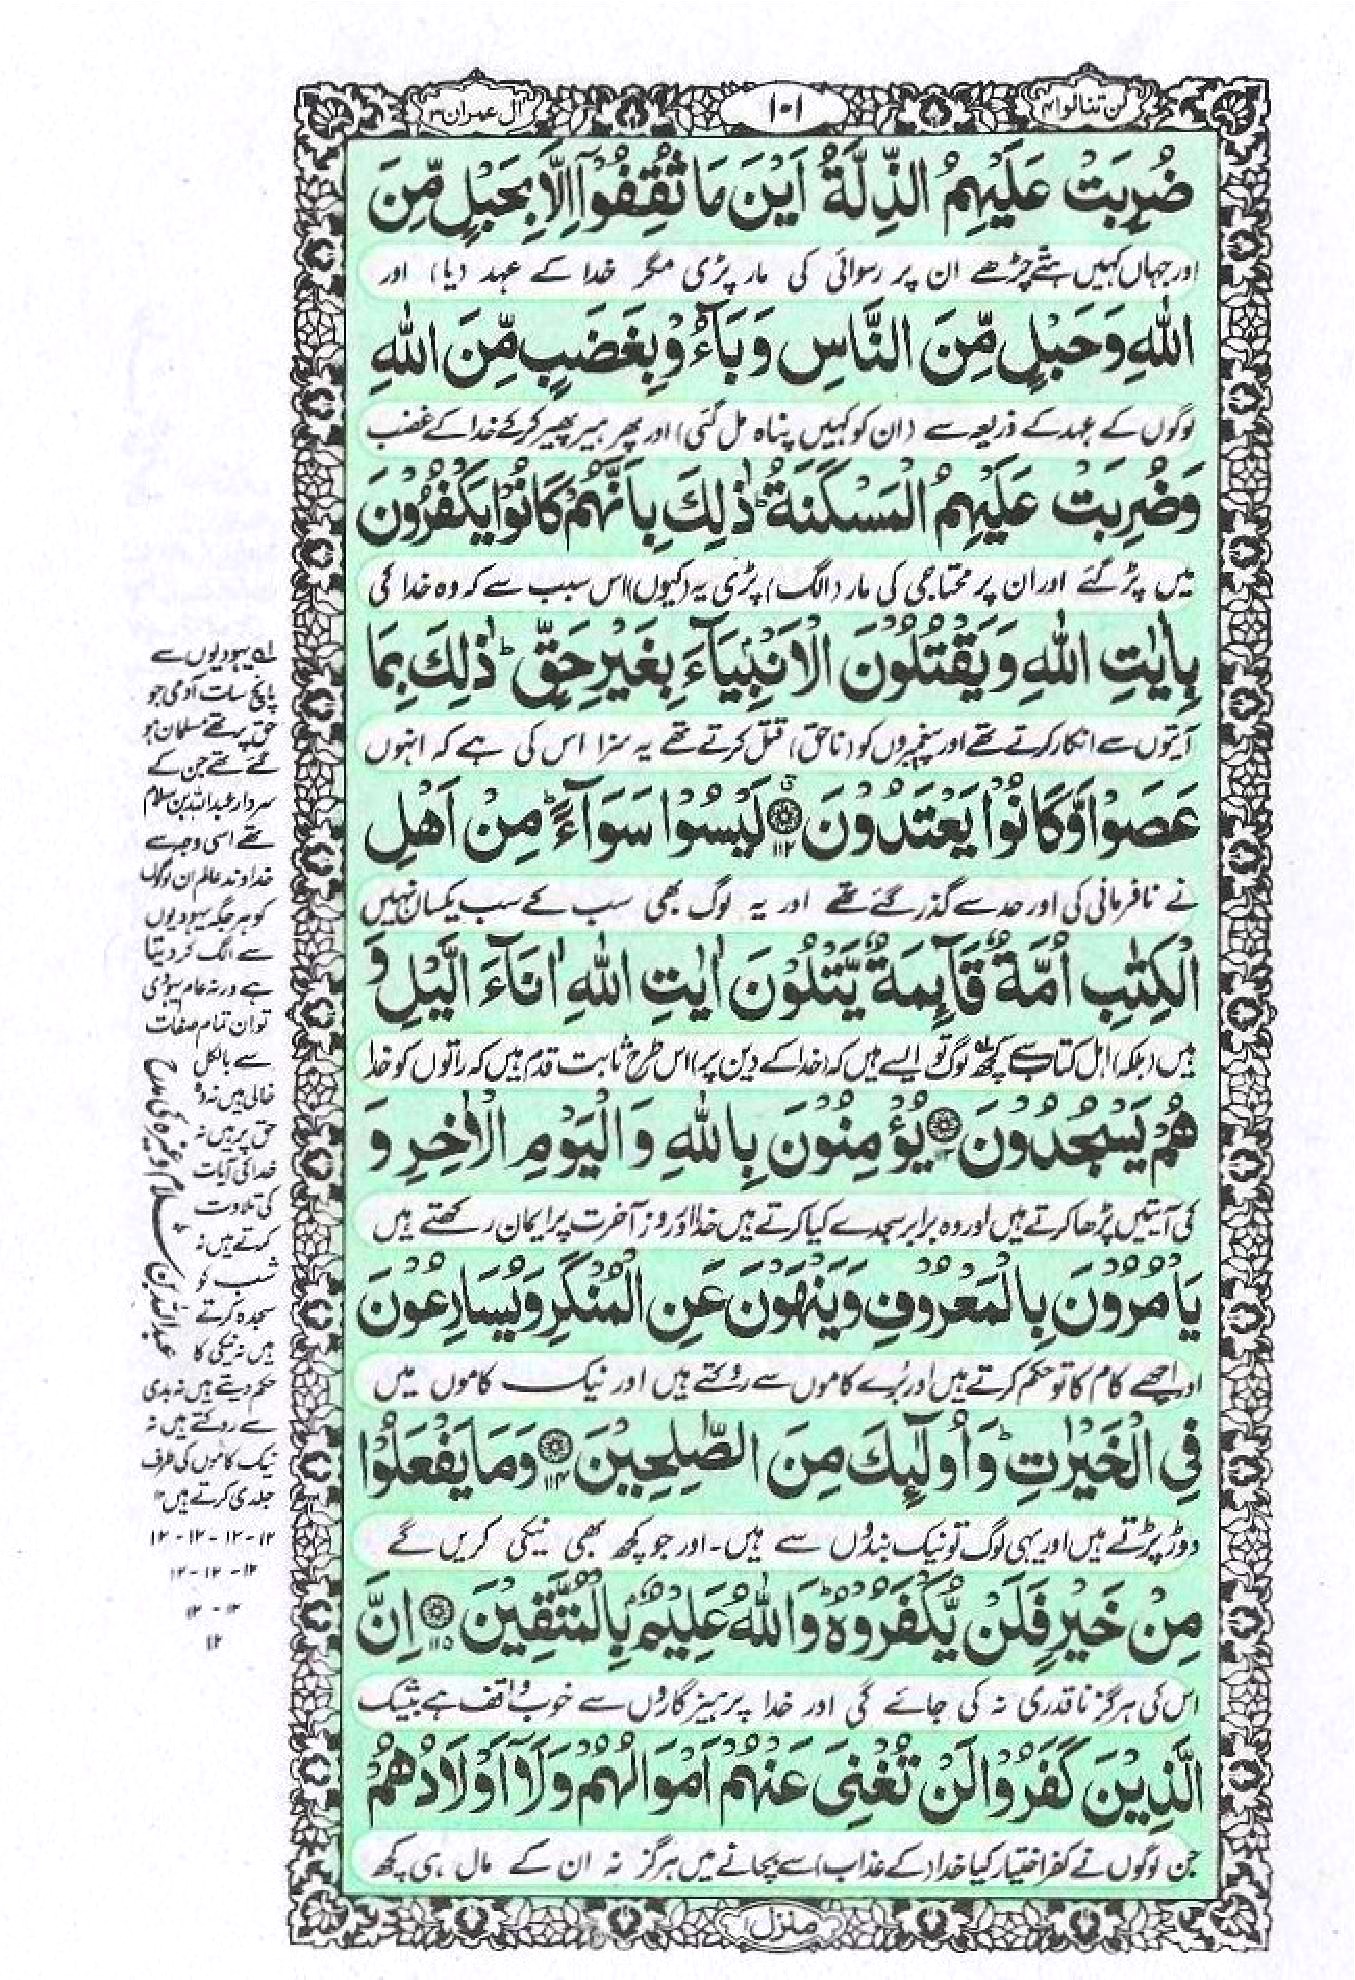 لن تنالوا ۴
۱۰۱
اٰل عمران ۳
ضُرِبَتْ عَلَيْهِمُ الذِّلَّةُ اَيْنَ مَا ثُقِفُوْۤا اِلَّا بِحَبْلٍ مِّنَ
اور جہاں کہیں ہتّے چڑھے ان پر رسوائی کی مار پڑی مگر خدا کے عہد دیا) اور
اللّٰهِ وَحَبْلٍ مِّنَ النَّاسِ وَبَآءُوْ بِغَضَبٍ مِّنَ اللّٰهِ
لوگوں کے عہد کے ذریعہ سے (ان کو کہیں پناہ مل گئی) اور پھر ہیر پھیر کرکے خدا کے غضب
وَضُرِبَتْ عَلَيْهِمُ الْمَسْكَنَةُ ؕ ذٰلِكَ بِاَنَّهُمْ كَانُوْا يَكْفُرُوْنَ
میں پڑ گئے اور ان پر محتاجی کی مار (الگ) پڑی یہ (کیوں) اس سبب سے کہ وہ خدا کی
بِاٰيٰتِ اللّٰهِ وَيَقْتُلُوْنَ الْاَنْۢبِيَآءَ بِغَيْرِ حَقٍّ ؕ ذٰلِكَ بِمَا
آیتوں سے انکار کرتے تھے اور پیغمبروں کو (ناحق) قتل کرتے تھے یہ سزا اس کی ہے کہ انہوں
عَصَوْا وَّكَانُوْا يَعْتَدُوْنَ ۱۱۲ لَيْسُوْا سَوَآءً ؕ مِنْ اَهْلِ
نے نافرمانی کی اور حد سے گذر گئے تھے اور یہ لوگ بھی سب کے سب یکساں نہیں
الْكِتٰبِ اُمَّةٌ قَآئِمَةٌ يَّتْلُوْنَ اٰيٰتِ اللّٰهِ اٰنَآءَ الَّيْلِ وَ
ہیں (بلکہ) اہل کتاب سے کچھ لوگ تو ایسے ہیں کہ (خدا کے دین پر) اس طرح ثابت قدم ہیں کہ راتوں کو خدا
هُمْ يَسْجُدُوْنَ يُؤْمِنُوْنَ بِاللّٰهِ وَالْيَوْمِ الْاٰخِرِ وَ
کی آیتیں پڑھا کرتے ہیں اور وہ برابر سجدے کیا کرتے ہیں خدا اور روز آخرت پر ایمان رکھتے ہیں
يَاْمُرُوْنَ بِالْمَعْرُوْفِ وَيَنْهَوْنَ عَنِ الْمُنْكَرِ وَيُسَارِعُوْنَ
اور اچھے کام کا تو حکم کرتے ہیں اور برُے کاموں سے روکتے ہیں اور نیک کاموں میں
فِى الْخَيْرٰتِ ؕ وَاُولٰٓئِكَ مِنَ الصّٰلِحِيْنَ ۱۱۴ وَمَا يَفْعَلُوْا
دوڑ پڑتے ہیں اور یہی لوگ تو نیک بندوں سے ہیں۔ اور جو کچھ بھی نیکی کریں گے
مِنْ خَيْرٍ فَلَنْ يُّكْفَرُوْهُ ؕ وَاللّٰهُ عَلِيْمٌۢ بِالْمُتَّقِيْنَ ۱۱۵ اِنَّ
اس کی ہرگز ناقدری نہ کی جائے گی اور خدا پرہیزگاروں سے خوب واقف ہے بیشک
الَّذِيْنَ كَفَرُوْا لَنْ تُغْنِىَ عَنْهُمْ اَمْوَالُهُمْ وَلَاۤ اَوْلَادُهُمْ
جن لوگوں نے کفر اختیار کیا خدا (کے عذاب) سے بچانے میں ہرگز نہ ان کے مال ہی کچھ
منزل ۱
لہ یہودیوں سے
پانچ سات آدمی جو
حق پر تھے مسلمان ہو
گئے تھے جن کے
سردار عبداللہ بن سلام
تھے اسی وجہ سے
خداوند عالم ان لوگوں
کو ہر جگہ یہودیوں
سے الگ کر دیتا
ہے ورنہ عام یہودی
تو ان تمام صفات
سے بالکل
خالی ہیں نہ وہ
حق پر ہیں نہ
خدا کی آیات
کی تلاوت
کرتے ہیں نہ
شب کو
سجدہ کرتے
ہیں نہ نیکی کا
حکم دیتے ہیں نہ بدی
سے روکتے ہیں نہ
نیک کاموں کی طرف
جلدی کرتے ہیں ۱۲
۱۲ - ۱۲ - ۱۲ - ۱۲
۱۲ - ۱۲ - ۱۲
۱۲ - ۱۲
۱۲
عبداللہ بن سلام وغیرہ کی مدح